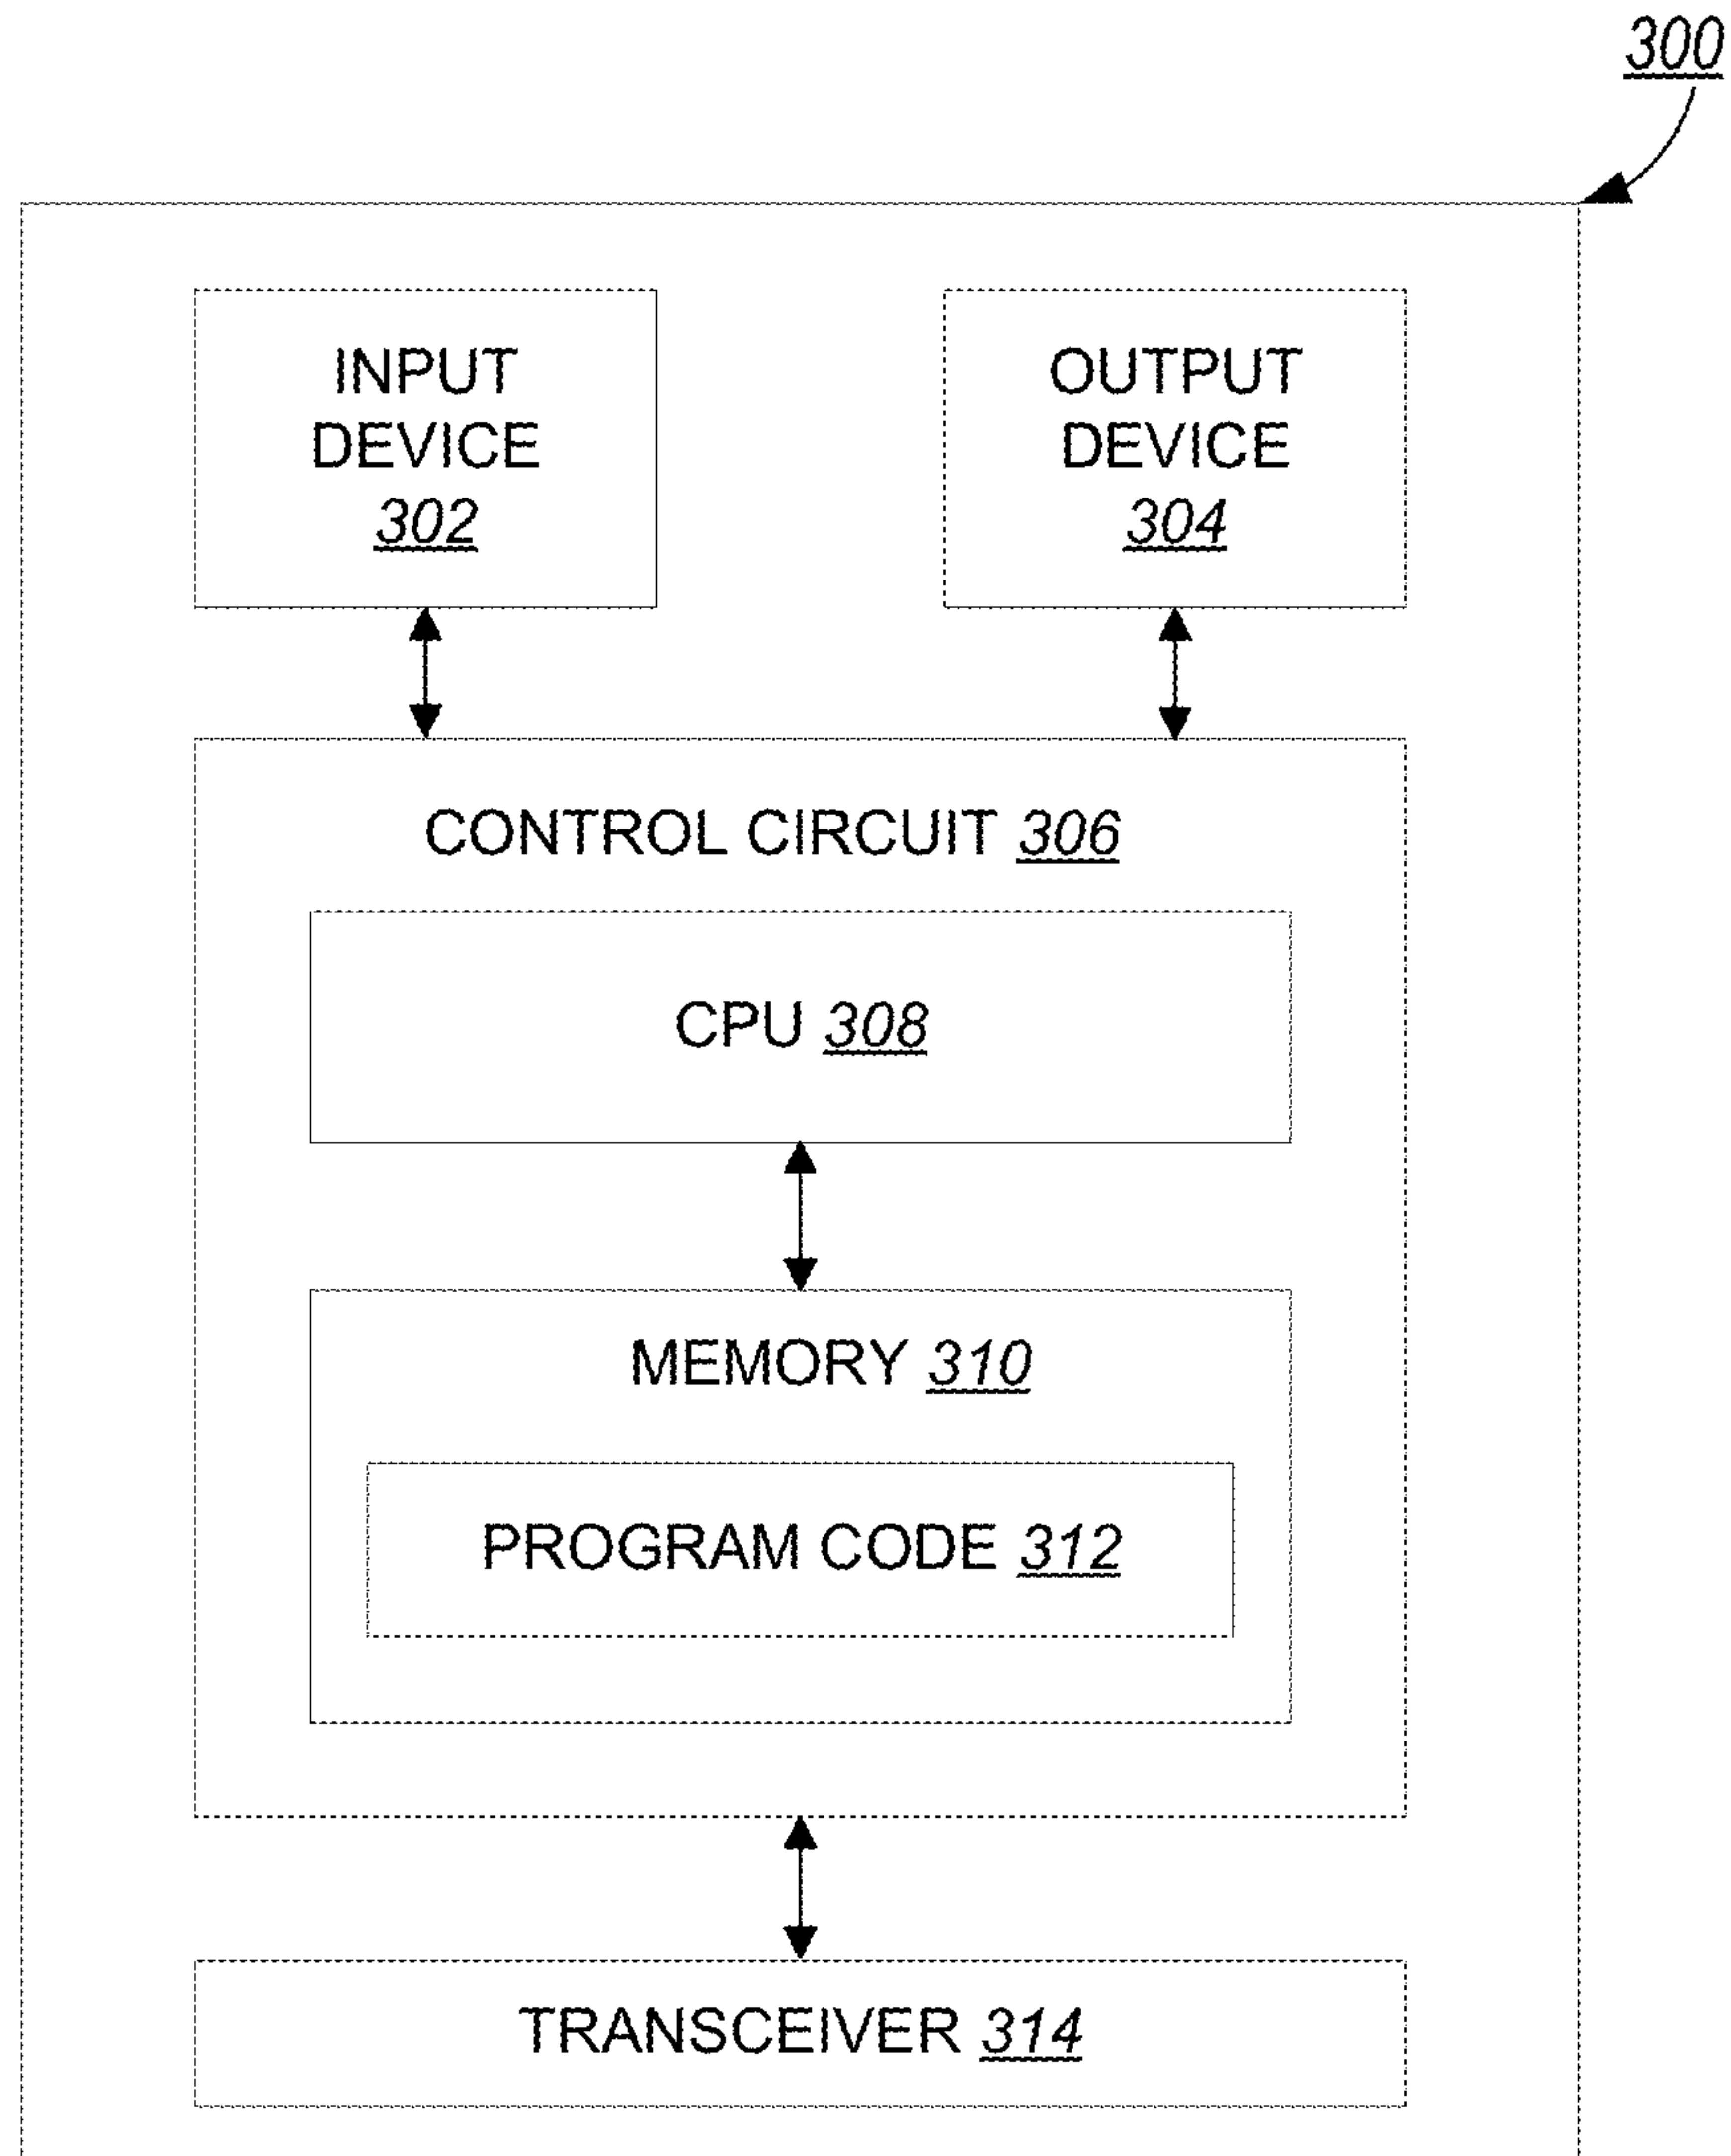 300
INPUT
DEVICE
302
OUTPUT
DEVICE
304
CONTROL CIRCUIT 306
CPU 308
MEMORY 310
PROGRAM CODE 312
TRANSCEIVER 314